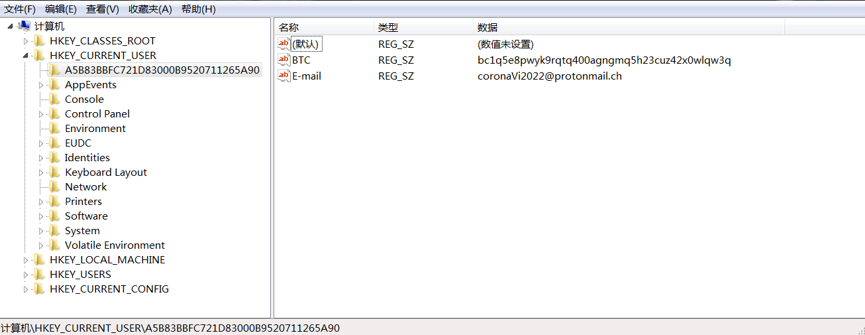 文件(F) 编辑(E) 查看(V) 收藏夹(A) 帮助(H)
计算机
HKEY_CLASSES_ROOT
HKEY_CURRENT_USER
A5B83BBFC721D83000B9520711265A90
AppEvents
Console
Control Panel
Environment
EUDC
Identities
Keyboard Layout
Network
Printers
Software
System
Volatile Environment
HKEY_LOCAL_MACHINE
HKEY_USERS
HKEY_CURRENT_CONFIG
名称 类型 数据
ab (默认) REG_SZ (数值未设置)
ab BTC REG_SZ bc1q5e8pwyk9rqtq400agngmq5h23cuz42x0wlqw3q
ab E-mail REG_SZ coronaVi2022@protonmail.ch
计算机\HKEY_CURRENT_USER\A5B83BBFC721D83000B9520711265A90